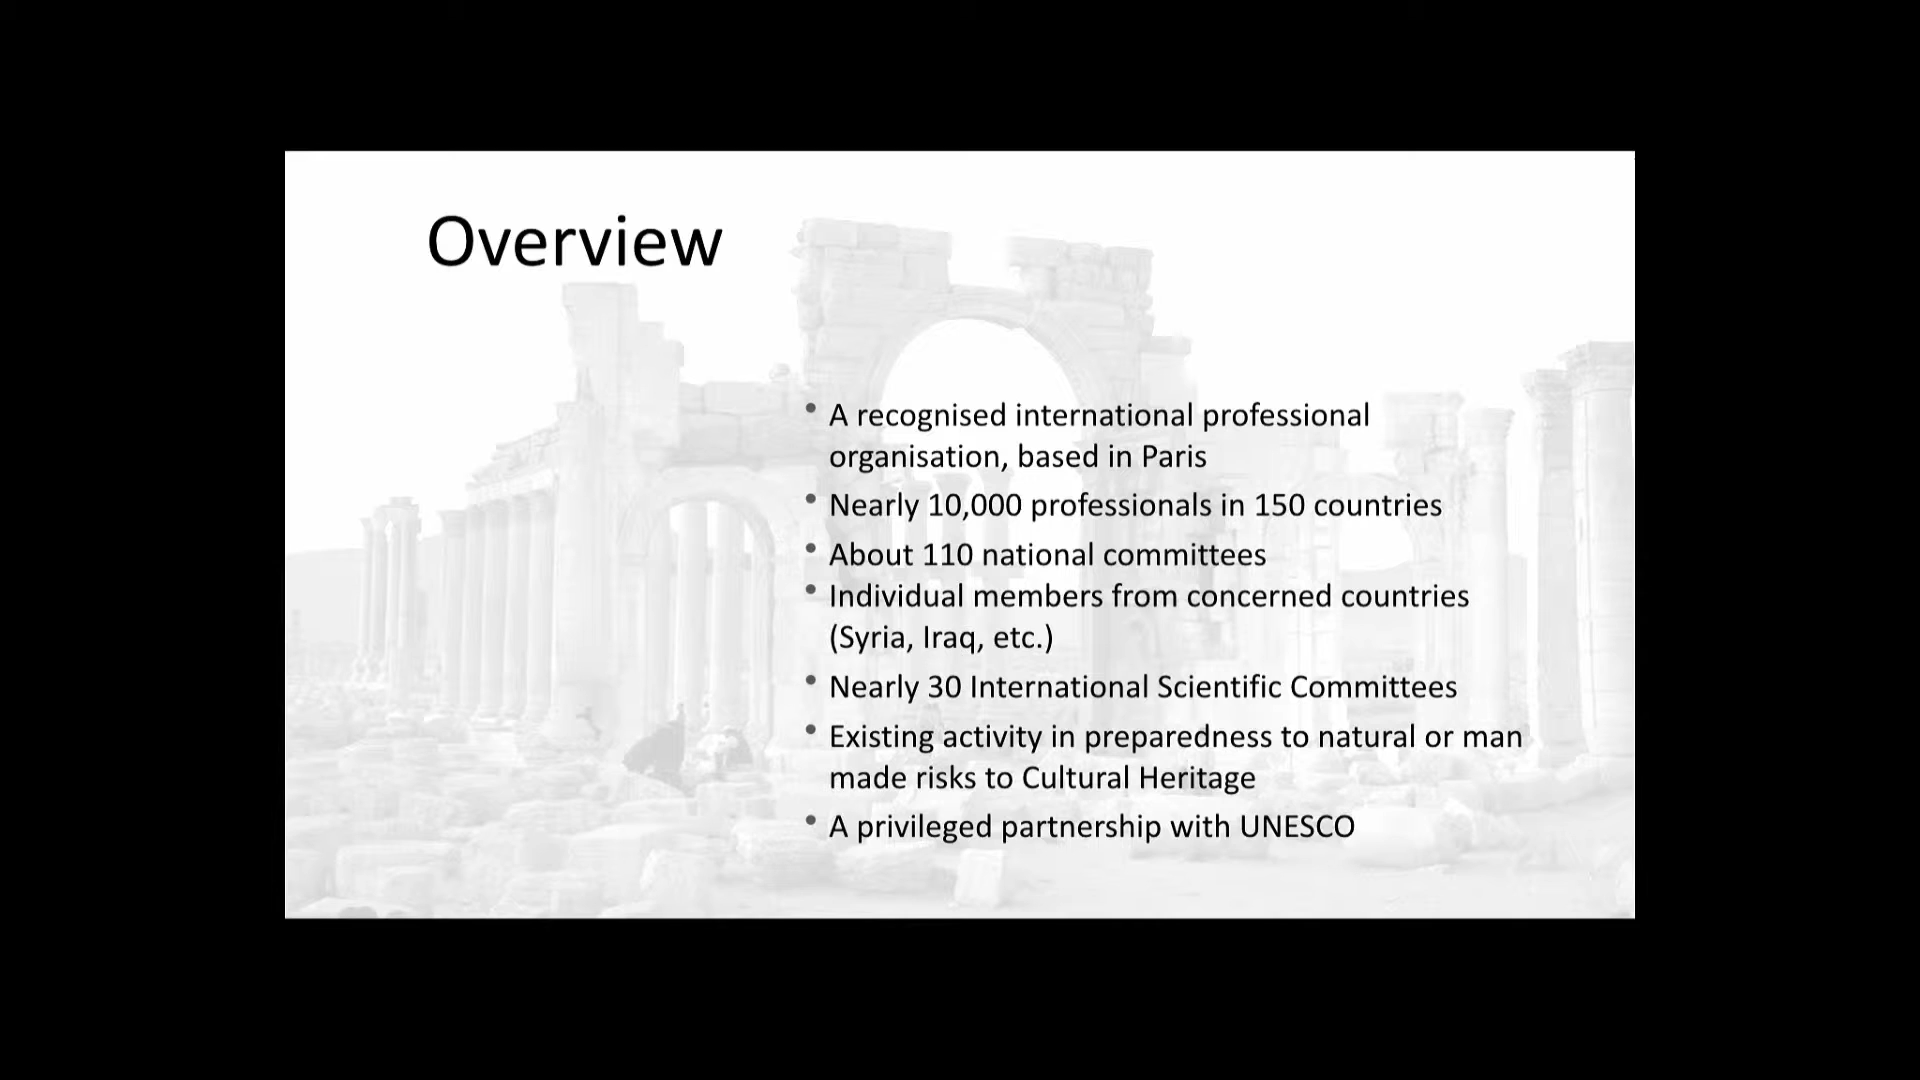 Overview
• A recognised international professional
organisation, based in Paris
• Nearly 10,000 professionals in 150 countries
• About 110 national committees
• Individual members from concerned countries
(Syria, Iraq, etc.)
• Nearly 30 International Scientific Committees
• Existing activity in preparedness to natural or man
made risks to Cultural Heritage
• A privileged partnership with UNESCO